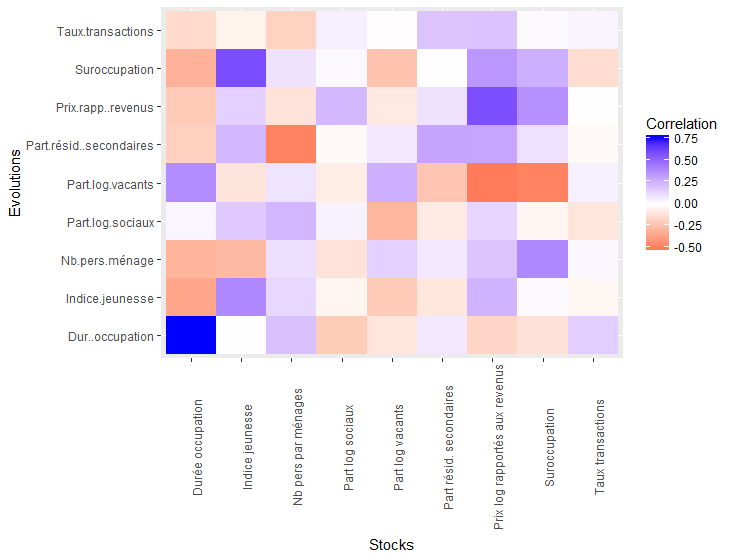 Evolutions
Taux.transactions
Suroccupation
Prix.rapp..revenus
Part.résid..secondaires
Part.log.vacants
Part.log.sociaux
Nb.pers.ménage
Indice.jeunesse
Dur..occupation
Durée occupation
Indice jeunesse
Nb pers par ménages
Part log sociaux
Part log vacants
Part résid. secondaires
Prix log rapportés aux revenus
Suroccupation
Taux transactions
Stocks
Correlation
0.75
0.50
0.25
0.00
-0.25
-0.50